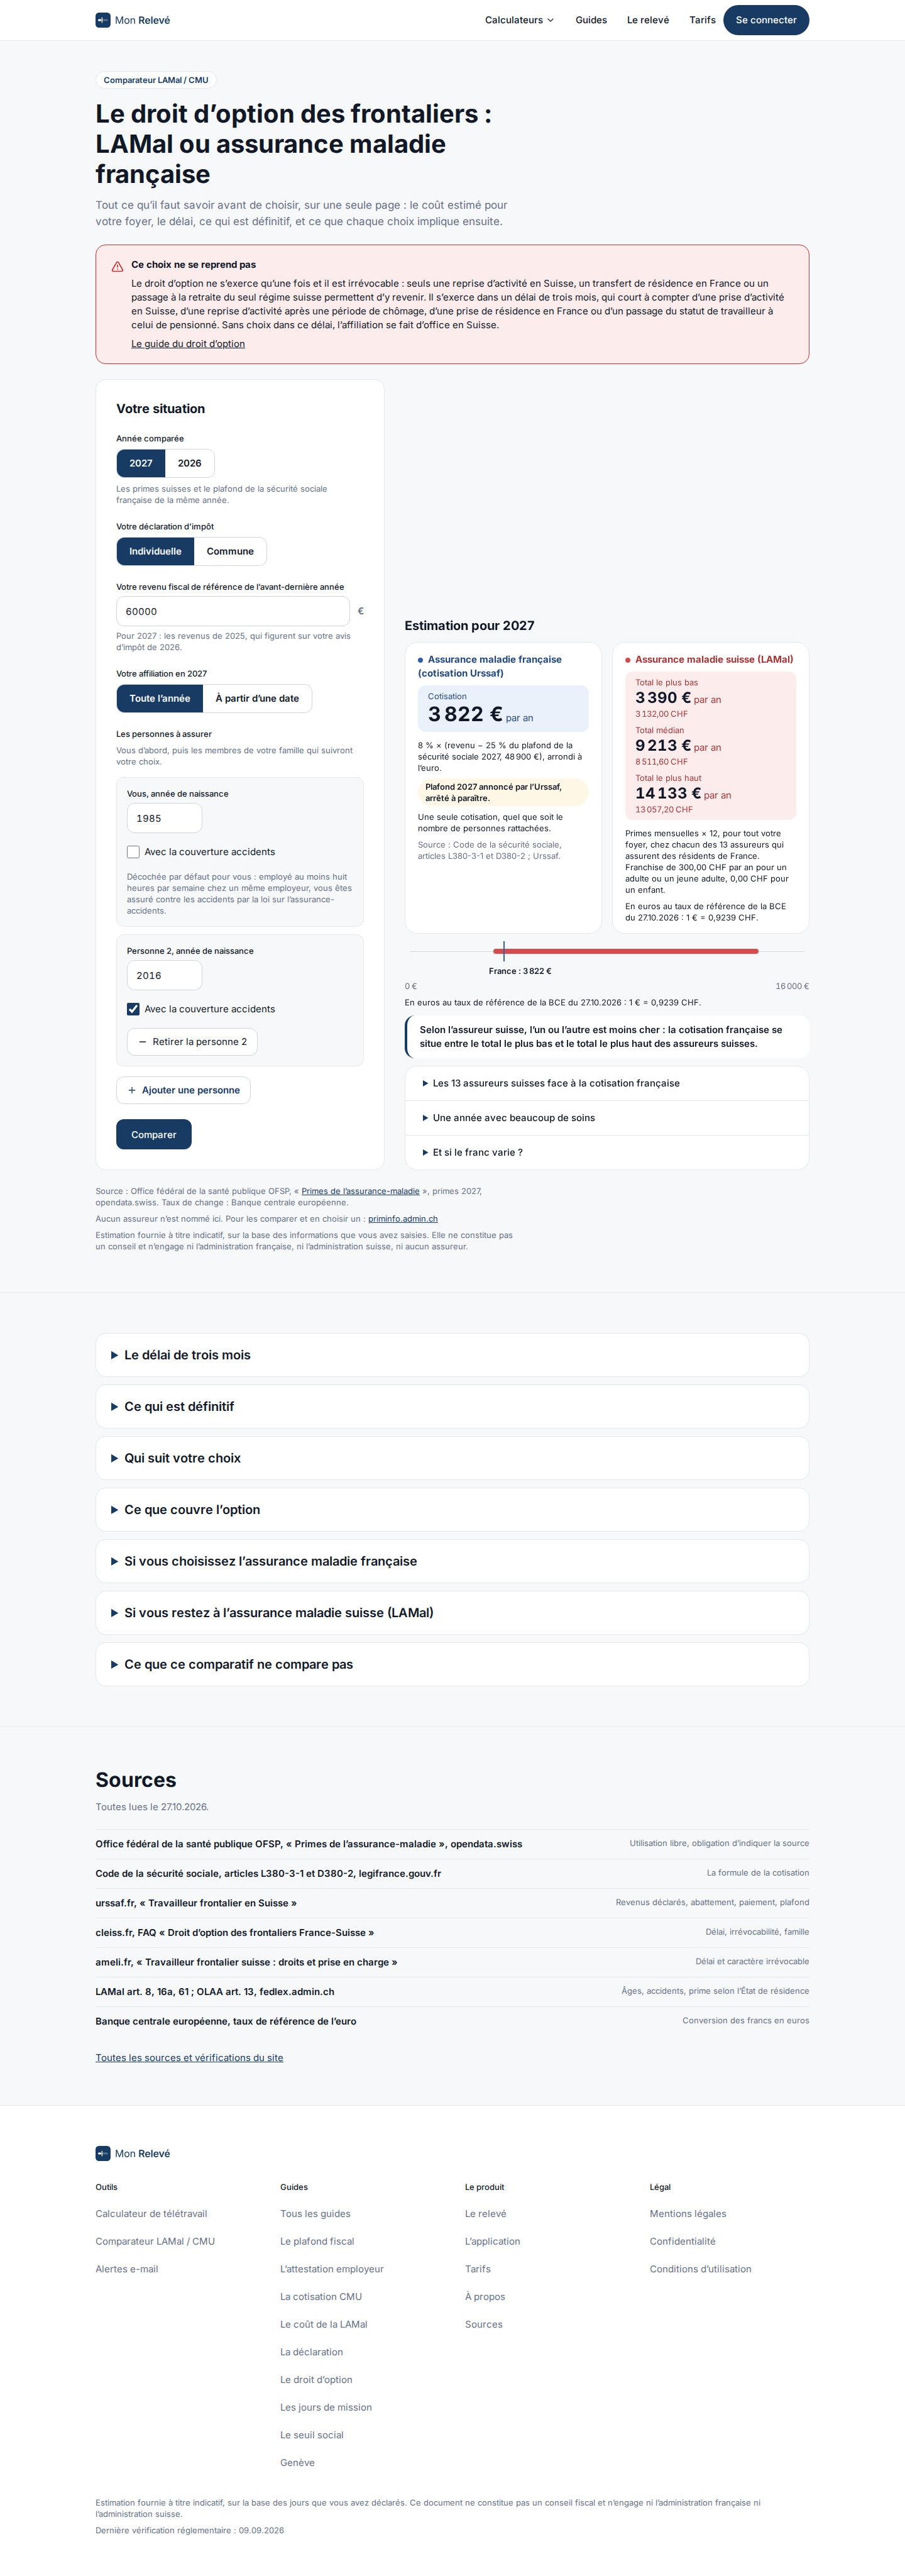 Mon Relevé
Calculateurs
Guides
Le relevé
Tarifs
Se connecter
Comparateur LAMal / CMU
Le droit d’option des frontaliers :
LAMal ou assurance maladie
française
Tout ce qu’il faut savoir avant de choisir, sur une seule page : le coût estimé pour
votre foyer, le délai, ce qui est définitif, et ce que chaque choix implique ensuite.
Ce choix ne se reprend pas
Le droit d’option ne s’exerce qu’une fois et il est irrévocable : seuls une reprise d’activité en Suisse, un transfert de résidence en France ou un
passage à la retraite du seul régime suisse permettent d’y revenir. Il s’exerce dans un délai de trois mois, qui court à compter d’une prise d’activité
en Suisse, d’une reprise d’activité après une période de chômage, d’une prise de résidence en France ou d’un passage du statut de travailleur à
celui de pensionné. Sans choix dans ce délai, l’affiliation se fait d’office en Suisse.
Le guide du droit d’option
Votre situation
Année comparée
2027
2026
Les primes suisses et le plafond de la sécurité sociale
française de la même année.
Votre déclaration d’impôt
Individuelle
Commune
Votre revenu fiscal de référence de l’avant-dernière année
60000
€
Pour 2027 : les revenus de 2025, qui figurent sur votre avis
d’impôt de 2026.
Votre affiliation en 2027
Toute l’année
À partir d’une date
Les personnes à assurer
Vous d’abord, puis les membres de votre famille qui suivront
votre choix.
Vous, année de naissance
1985
Avec la couverture accidents
Décochée par défaut pour vous : employé au moins huit
heures par semaine chez un même employeur, vous êtes
assuré contre les accidents par la loi sur l’assurance-
accidents.
Personne 2, année de naissance
2016
Avec la couverture accidents
− Retirer la personne 2
+ Ajouter une personne
Comparer
Estimation pour 2027
Assurance maladie française
(cotisation Urssaf)
Cotisation
3 822 € par an
8 % × (revenu − 25 % du plafond de la
sécurité sociale 2027, 48 900 €), arrondi à
l’euro.
Plafond 2027 annoncé par l’Urssaf,
arrêté à paraître.
Une seule cotisation, quel que soit le
nombre de personnes rattachées.
Source : Code de la sécurité sociale,
articles L380-3-1 et D380-2 ; Urssaf.
Assurance maladie suisse (LAMal)
Total le plus bas
3 390 € par an
3 132,00 CHF
Total médian
9 213 € par an
8 511,60 CHF
Total le plus haut
14 133 € par an
13 057,20 CHF
Primes mensuelles × 12, pour tout votre
foyer, chez chacun des 13 assureurs qui
assurent des résidents de France.
Franchise de 300,00 CHF par an pour un
adulte ou un jeune adulte, 0,00 CHF pour
un enfant.
En euros au taux de référence de la BCE
du 27.10.2026 : 1 € = 0,9239 CHF.
France : 3 822 €
0 €
16 000 €
En euros au taux de référence de la BCE du 27.10.2026 : 1 € = 0,9239 CHF.
Selon l’assureur suisse, l’un ou l’autre est moins cher : la cotisation française se
situe entre le total le plus bas et le total le plus haut des assureurs suisses.
Les 13 assureurs suisses face à la cotisation française
Une année avec beaucoup de soins
Et si le franc varie ?
Source : Office fédéral de la santé publique OFSP, « Primes de l’assurance-maladie », primes 2027,
opendata.swiss. Taux de change : Banque centrale européenne.
Aucun assureur n’est nommé ici. Pour les comparer et en choisir un : priminfo.admin.ch
Estimation fournie à titre indicatif, sur la base des informations que vous avez saisies. Elle ne constitue pas
un conseil et n’engage ni l’administration française, ni l’administration suisse, ni aucun assureur.
Le délai de trois mois
Ce qui est définitif
Qui suit votre choix
Ce que couvre l’option
Si vous choisissez l’assurance maladie française
Si vous restez à l’assurance maladie suisse (LAMal)
Ce que ce comparatif ne compare pas
Sources
Toutes lues le 27.10.2026.
Office fédéral de la santé publique OFSP, « Primes de l’assurance-maladie », opendata.swiss
Utilisation libre, obligation d’indiquer la source
Code de la sécurité sociale, articles L380-3-1 et D380-2, legifrance.gouv.fr
La formule de la cotisation
urssaf.fr, « Travailleur frontalier en Suisse »
Revenus déclarés, abattement, paiement, plafond
cleiss.fr, FAQ « Droit d’option des frontaliers France-Suisse »
Délai, irrévocabilité, famille
ameli.fr, « Travailleur frontalier suisse : droits et prise en charge »
Délai et caractère irrévocable
LAMal art. 8, 16a, 61 ; OLAA art. 13, fedlex.admin.ch
Âges, accidents, prime selon l’État de résidence
Banque centrale européenne, taux de référence de l’euro
Conversion des francs en euros
Toutes les sources et vérifications du site
Mon Relevé
Outils
Calculateur de télétravail
Comparateur LAMal / CMU
Alertes e-mail
Guides
Tous les guides
Le plafond fiscal
L’attestation employeur
La cotisation CMU
Le coût de la LAMal
La déclaration
Le droit d’option
Les jours de mission
Le seuil social
Genève
Le produit
Le relevé
L’application
Tarifs
À propos
Sources
Légal
Mentions légales
Confidentialité
Conditions d’utilisation
Estimation fournie à titre indicatif, sur la base des jours que vous avez déclarés. Ce document ne constitue pas un conseil fiscal et n’engage ni l’administration française ni
l’administration suisse.
Dernière vérification réglementaire : 09.09.2026